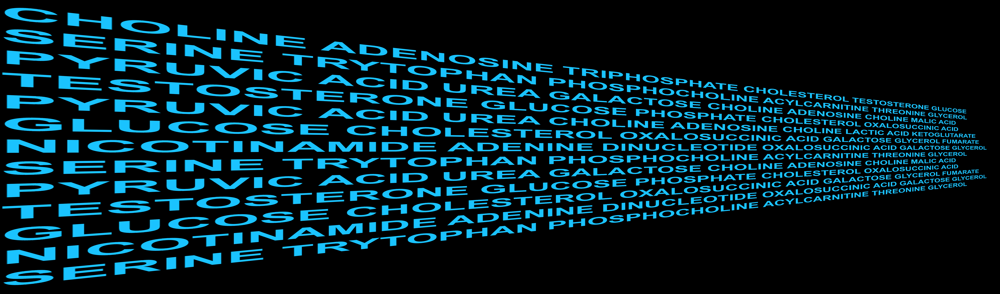 CHOLINE ADENOSINE TRIPHOSPHATE CHOLESTEROL TESTOSTERONE GLUCOSE
SERINE TRYTOPHAN PHOSPHOCHOLINE ACYLCARNITINE THREONINE GLYCEROL
PYRUVIC ACID UREA GALACTOSE CHOLINE ADENOSINE CHOLINE MALIC ACID
TESTOSTERONE GLUCOSE PHOSPHATE CHOLESTEROL OXALOSUCCINIC ACID
PYRUVIC ACID UREA CHOLINE ADENOSINE CHOLINE LACTIC ACID KETOGLUTARATE
GLUCOSE CHOLESTEROL OXALOSUCCINIC ACID GALACTOSE GLYCEROL FUMARATE
NICOTINAMIDE ADENINE DINUCLEOTIDE OXALOSUCCINIC ACID GALACTOSE GLYCEROL
SERINE TRYTOPHAN PHOSPHOCHOLINE ACYLCARNITINE THREONINE GLYCEROL
PYRUVIC ACID UREA GALACTOSE CHOLINE ADENOSINE CHOLINE MALIC ACID
TESTOSTERONE GLUCOSE PHOSPHATE CHOLESTEROL OXALOSUCCINIC ACID
GLUCOSE CHOLESTEROL OXALOSUCCINIC ACID GALACTOSE GLYCEROL FUMARATE
NICOTINAMIDE ADENINE DINUCLEOTIDE OXALOSUCCINIC ACID GALACTOSE GLYCEROL
SERINE TRYTOPHAN PHOSPHOCHOLINE ACYLCARNITINE THREONINE GLYCEROL